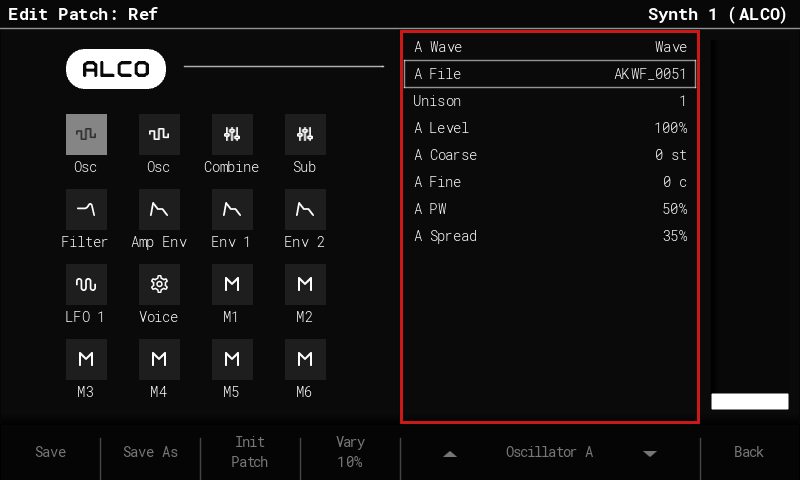 Edit Patch: Ref
Synth 1 (ALCO)
ALCO
Osc
Osc
Combine
Sub
Filter
Amp Env
Env 1
Env 2
LFO 1
Voice
M
M1
M
M2
M
M3
M
M4
M
M5
M
M6
A Wave Wave
A File AKWF_0051
Unison 1
A Level 100%
A Coarse 0 st
A Fine 0 c
A PW 50%
A Spread 35%
Save
Save As
Init
Patch
Vary
10%
Oscillator A
Back